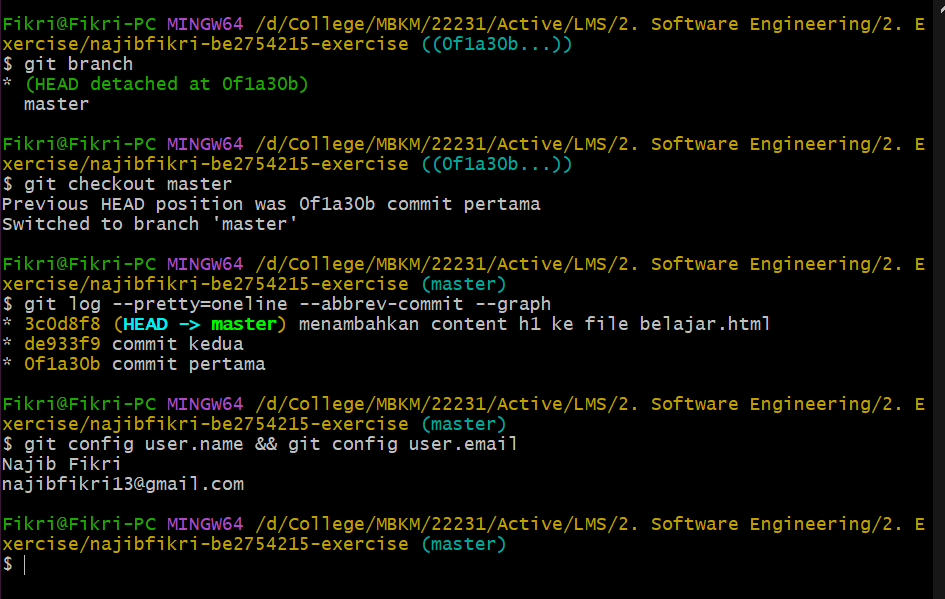 Fikri@Fikri-PC MINGW64 /d/College/MBKM/22231/Active/LMS/2. Software Engineering/2. E
xercise/najibfikri-be2754215-exercise ((0f1a30b...))
$ git branch
* (HEAD detached at 0f1a30b)
  master

Fikri@Fikri-PC MINGW64 /d/College/MBKM/22231/Active/LMS/2. Software Engineering/2. E
xercise/najibfikri-be2754215-exercise ((0f1a30b...))
$ git checkout master
Previous HEAD position was 0f1a30b commit pertama
Switched to branch 'master'

Fikri@Fikri-PC MINGW64 /d/College/MBKM/22231/Active/LMS/2. Software Engineering/2. E
xercise/najibfikri-be2754215-exercise (master)
$ git log --pretty=oneline --abbrev-commit --graph
* 3c0d8f8 (HEAD -> master) menambahkan content h1 ke file belajar.html
* de933f9 commit kedua
* 0f1a30b commit pertama

Fikri@Fikri-PC MINGW64 /d/College/MBKM/22231/Active/LMS/2. Software Engineering/2. E
xercise/najibfikri-be2754215-exercise (master)
$ git config user.name && git config user.email
Najib Fikri
najibfikri13@gmail.com

Fikri@Fikri-PC MINGW64 /d/College/MBKM/22231/Active/LMS/2. Software Engineering/2. E
xercise/najibfikri-be2754215-exercise (master)
$